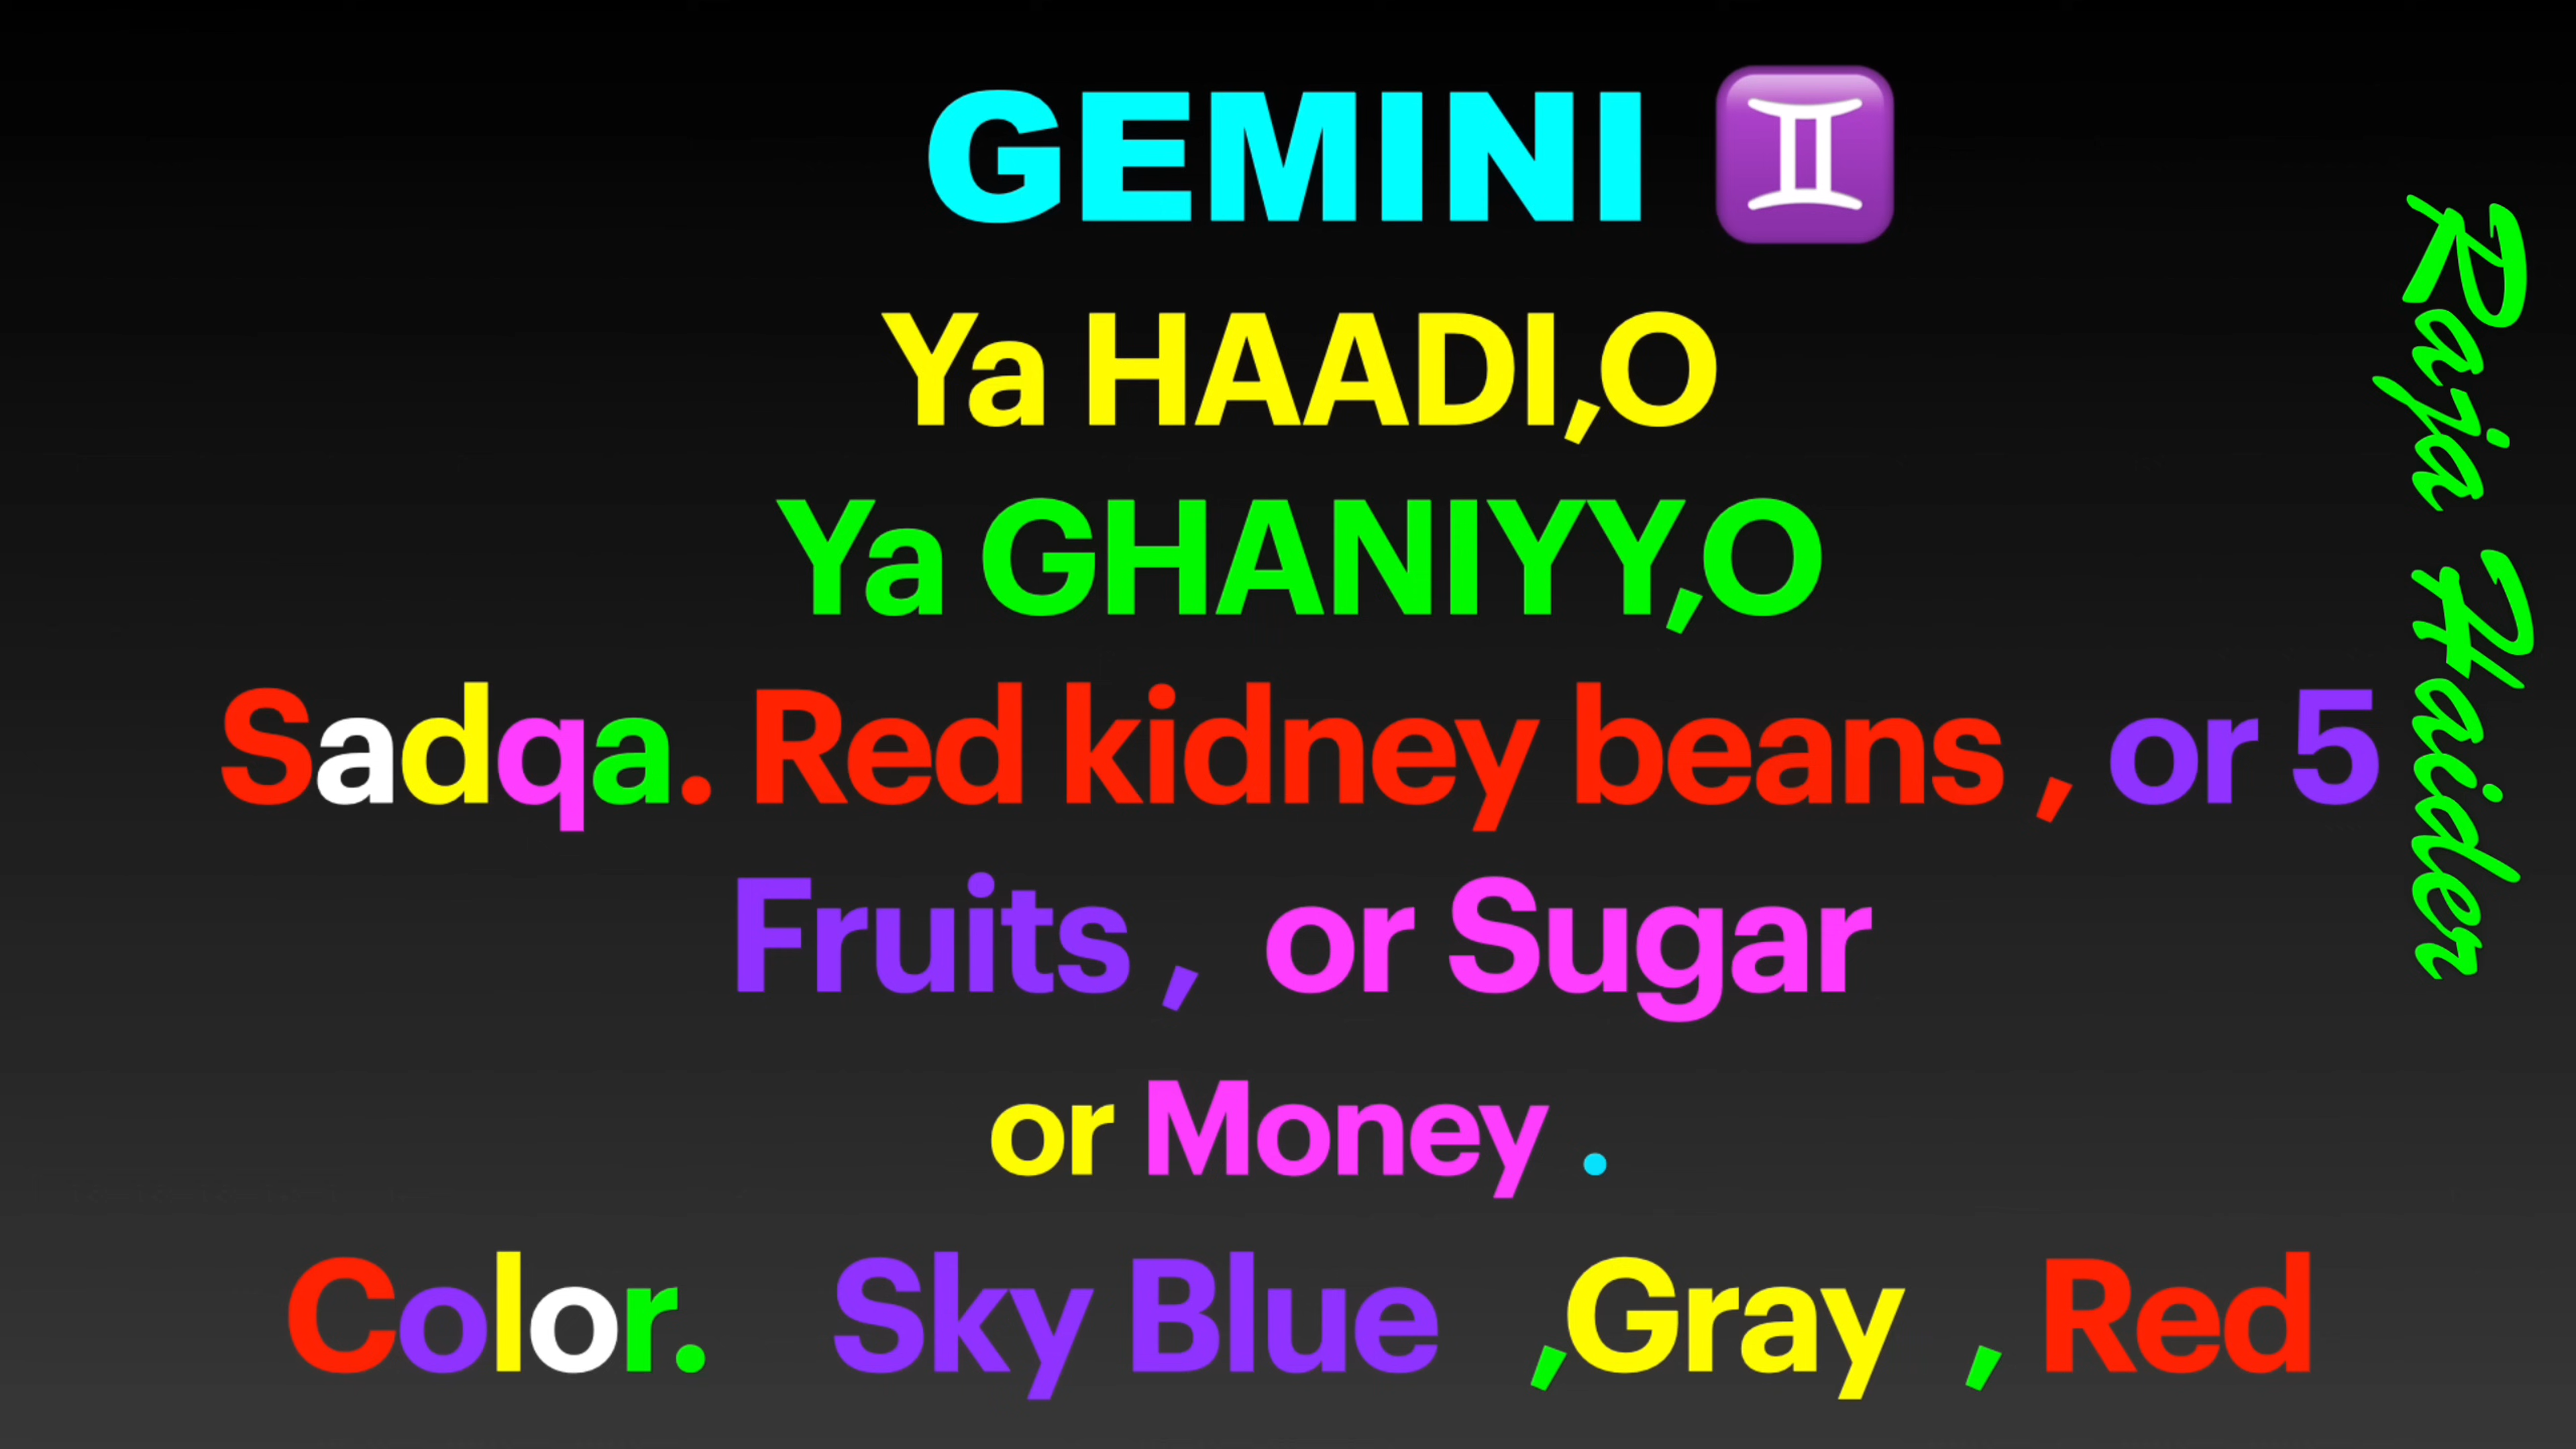 GEMINI ♊
Ya HAADI,O
Ya GHANIYY,O
Sadqa. Red kidney beans , or 5
Fruits , or Sugar
or Money .
Color. Sky Blue ,Gray , Red
Raja Haider